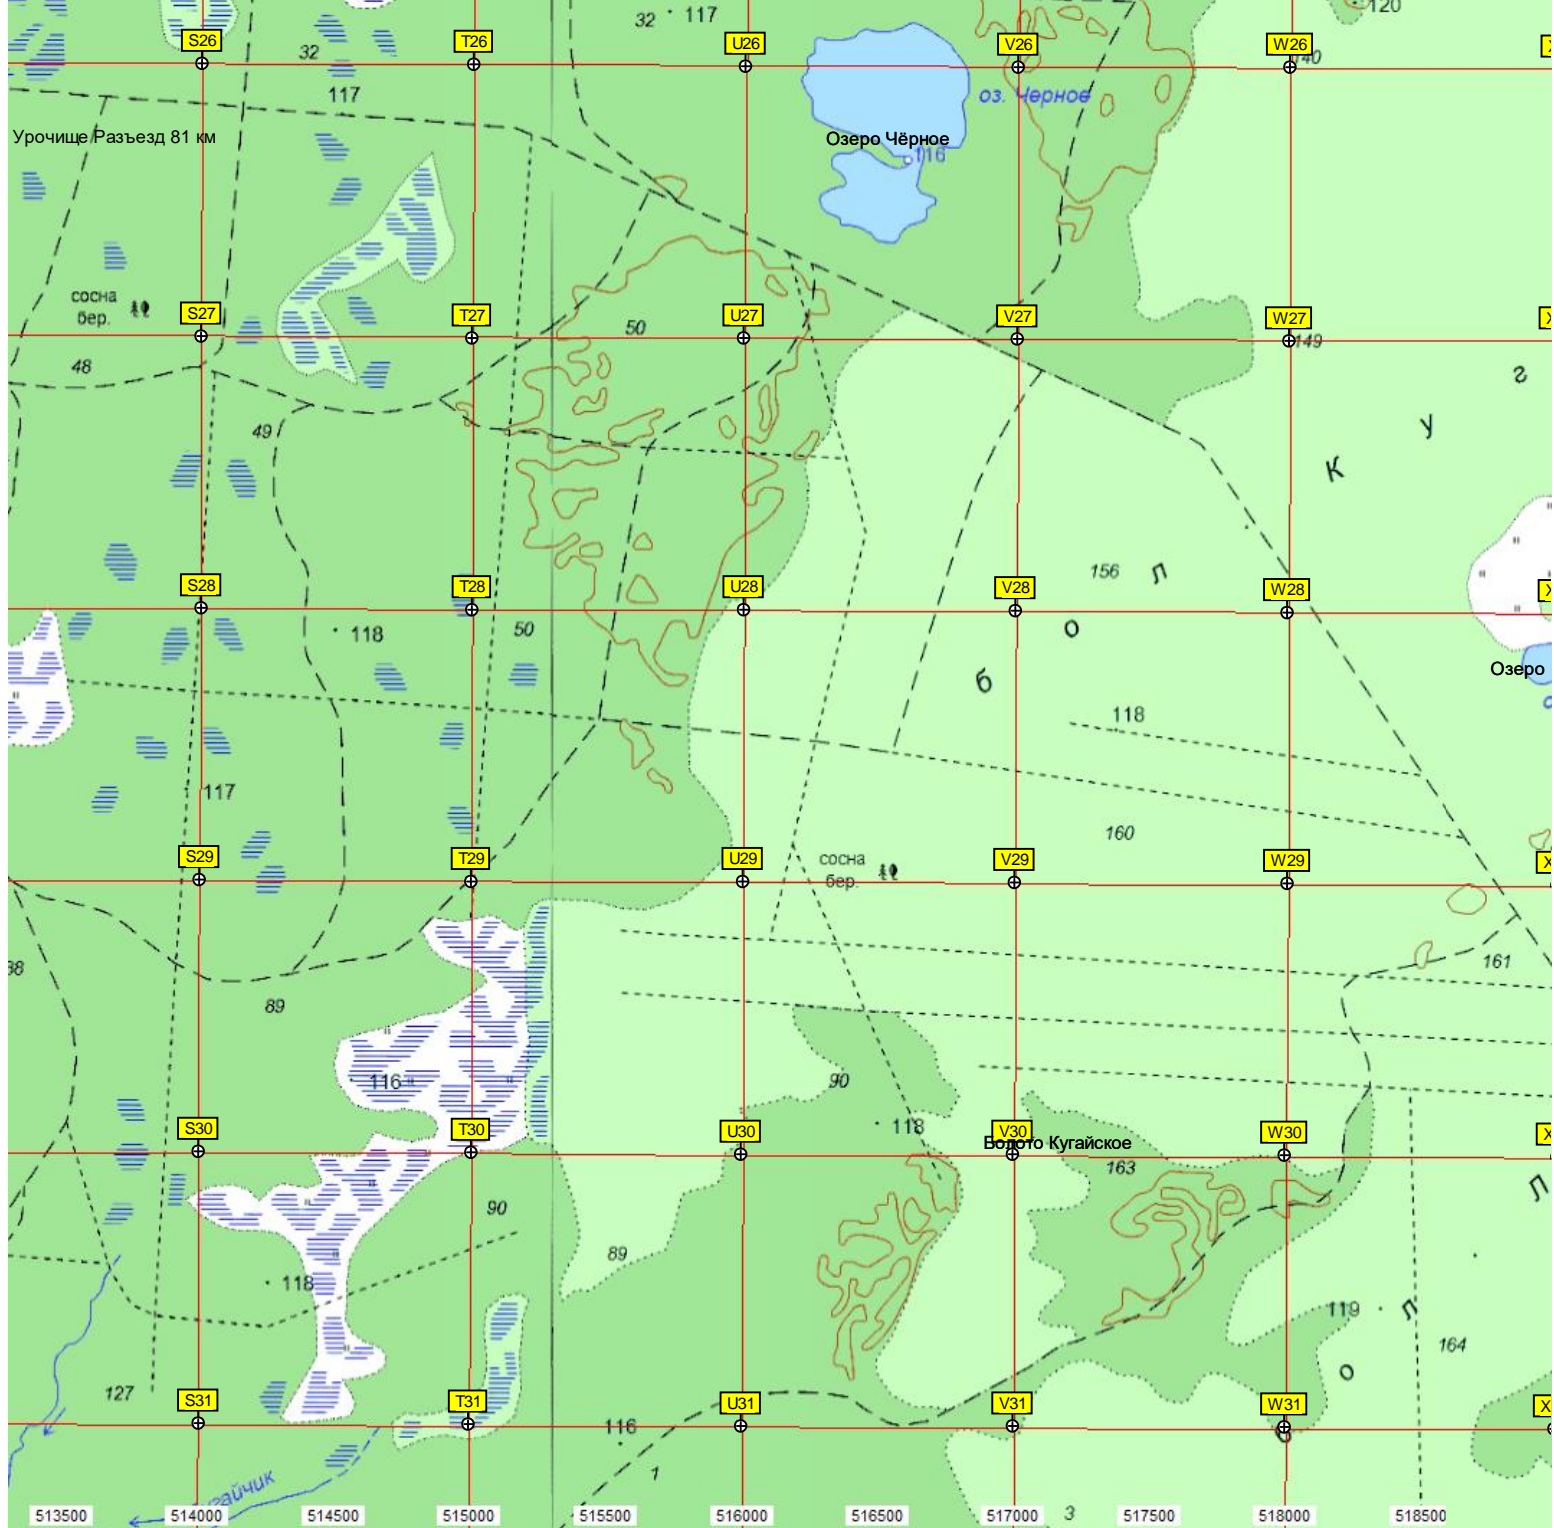 32 117
120
S26 T26 U26 V26 W26
32
140
117
оз. Черное
Урочище Разъезд 81 км
Озеро Чёрное
116
сосна
бер.
S27 T27 U27 V27 W27
50
149
48
г
у
49
К
156
л
S28 T28 U28 V28 W28
118
50
о
Озеро
б
118
117
160
S29 T29 U29 V29 W29
сосна
бер.
161
89
116
90
118
S30 T30 U30 V30 W30
Болото Кугайское
163
Л
90
89
118
119
л
164
о
127
S31 T31 U31 V31 W31
116
1
айчик
3
513500 514000 514500 515000 515500 516000 516500 517000 517500 518000 518500